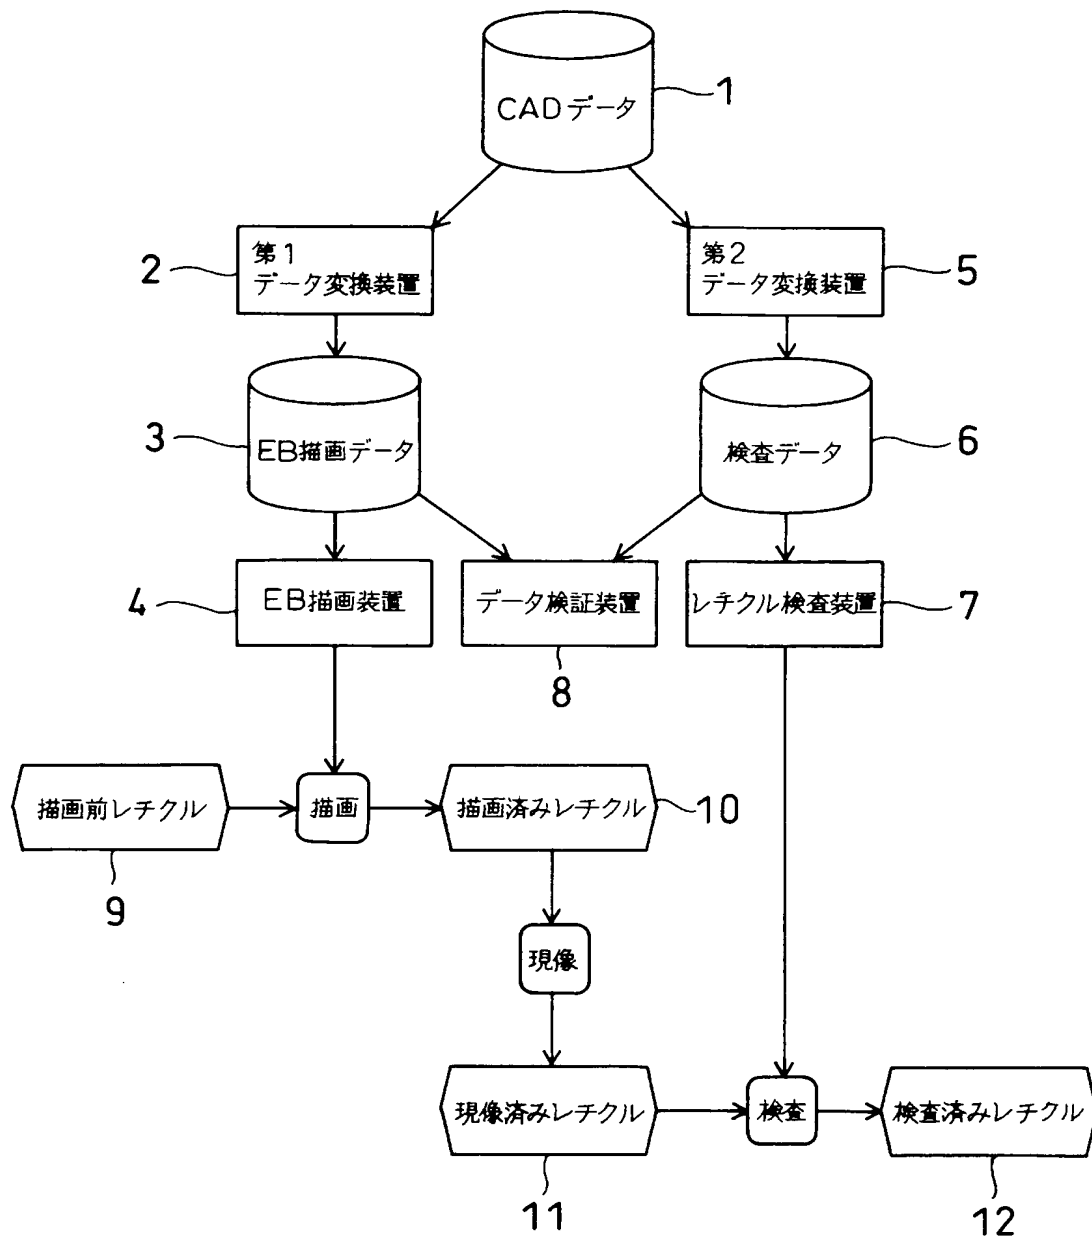 CADデータ
1
第1
データ変換装置
2
第2
データ変換装置
5
EB描画データ
3
検査データ
6
EB描画装置
4
データ検証装置
8
レチクル検査装置
7
描画前レチクル
9
描画
描画済みレチクル
10
現像
現像済みレチクル
11
検査
検査済みレチクル
12